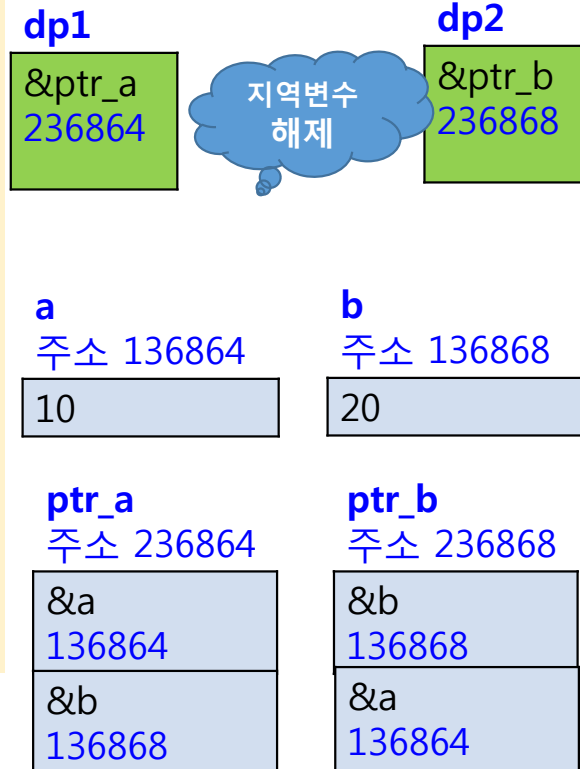 dp1
&ptr_a
236864
지역변수
해제
dp2
&ptr_b
236868
a
주소 136864
10
b
주소 136868
20
ptr_a
주소 236864
&a
136864
&b
136868
ptr_b
주소 236868
&b
136868
&a
136864